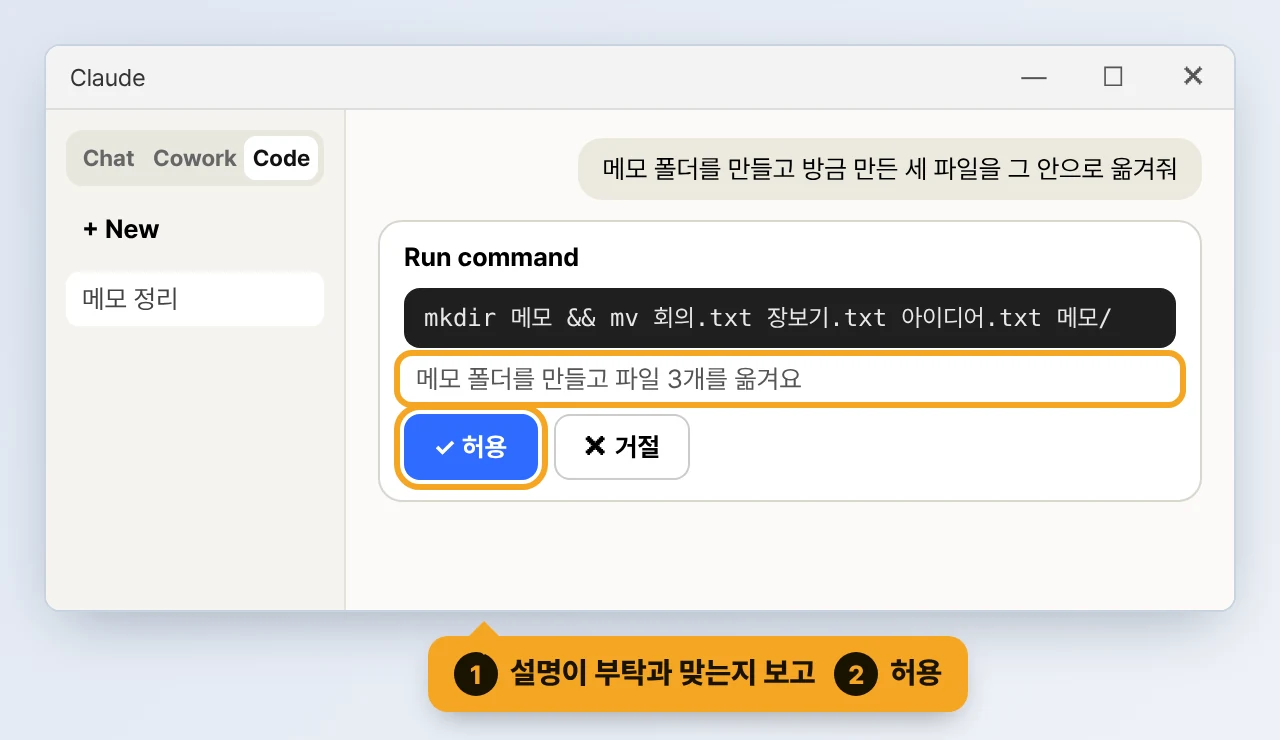 Claude
Chat Cowork Code
+ New
메모 정리
메모 폴더를 만들고 방금 만든 세 파일을 그 안으로 옮겨줘
Run command
mkdir 메모 && mv 회의.txt 장보기.txt 아이디어.txt 메모/
메모 폴더를 만들고 파일 3개를 옮겨요
✓ 허용
✕ 거절
1 설명이 부탁과 맞는지 보고 2 허용